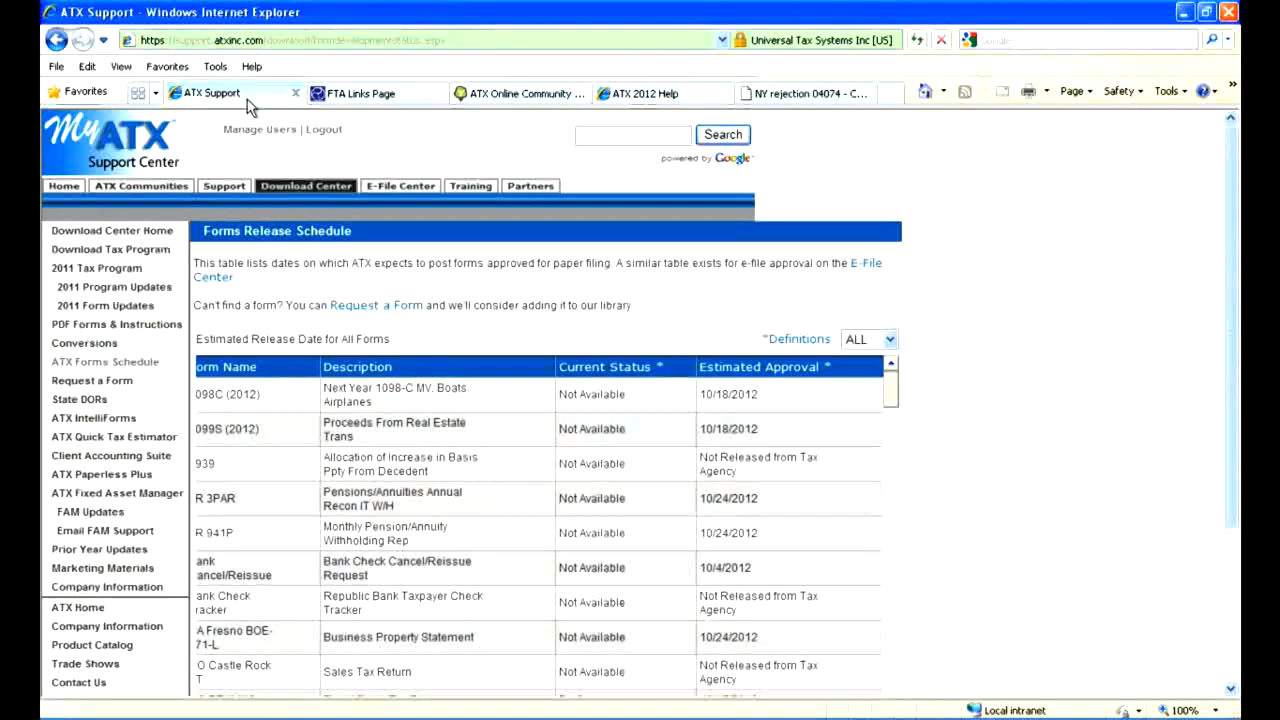 ATX Support - Windows Internet Explorer
https://support.atxinc.com/download/formdevelopmentstatus.aspx
Universal Tax Systems Inc [US]
Google
File Edit View Favorites Tools Help
Favorites
ATX Support
FTA Links Page
ATX Online Community ...
ATX 2012 Help
NY rejection 04074 - C...
Page Safety Tools
My ATX
Support Center
Manage Users | Logout
Search
powered by Google
Home ATX Communities Support Download Center E-File Center Training Partners
Download Center Home
Download Tax Program
2011 Tax Program
2011 Program Updates
2011 Form Updates
PDF Forms & Instructions
Conversions
ATX Forms Schedule
Request a Form
State DORs
ATX IntelliForms
ATX Quick Tax Estimator
Client Accounting Suite
ATX Paperless Plus
ATX Fixed Asset Manager
FAM Updates
Email FAM Support
Prior Year Updates
Marketing Materials
Company Information
ATX Home
Company Information
Product Catalog
Trade Shows
Contact Us
Forms Release Schedule
This table lists dates on which ATX expects to post forms approved for paper filing. A similar table exists for e-file approval on the E-File
Center
Can't find a form? You can Request a Form and we'll consider adding it to our library
Estimated Release Date for All Forms
*Definitions ALL
orm Name Description Current Status * Estimated Approval *
098C (2012) Next Year 1098-C MV. Boats
Airplanes Not Available 10/18/2012
099S (2012) Proceeds From Real Estate
Trans Not Available 10/18/2012
939 Allocation of Increase in Basis
Ppty From Decedent Not Available Not Released from Tax
Agency
R 3PAR Pensions/Annuities Annual
Recon IT W/H Not Available 10/24/2012
R 941P Monthly Pension/Annuity
Withholding Rep Not Available 10/24/2012
ank
ancel/Reissue Bank Check Cancel/Reissue
Request Not Available 10/4/2012
ank Check
racker Republic Bank Taxpayer Check
Tracker Not Available Not Released from Tax
Agency
A Fresno BOE-
71-L Business Property Statement Not Available 10/24/2012
O Castle Rock
T Sales Tax Return Not Available Not Released from Tax
Agency
Local intranet
100%